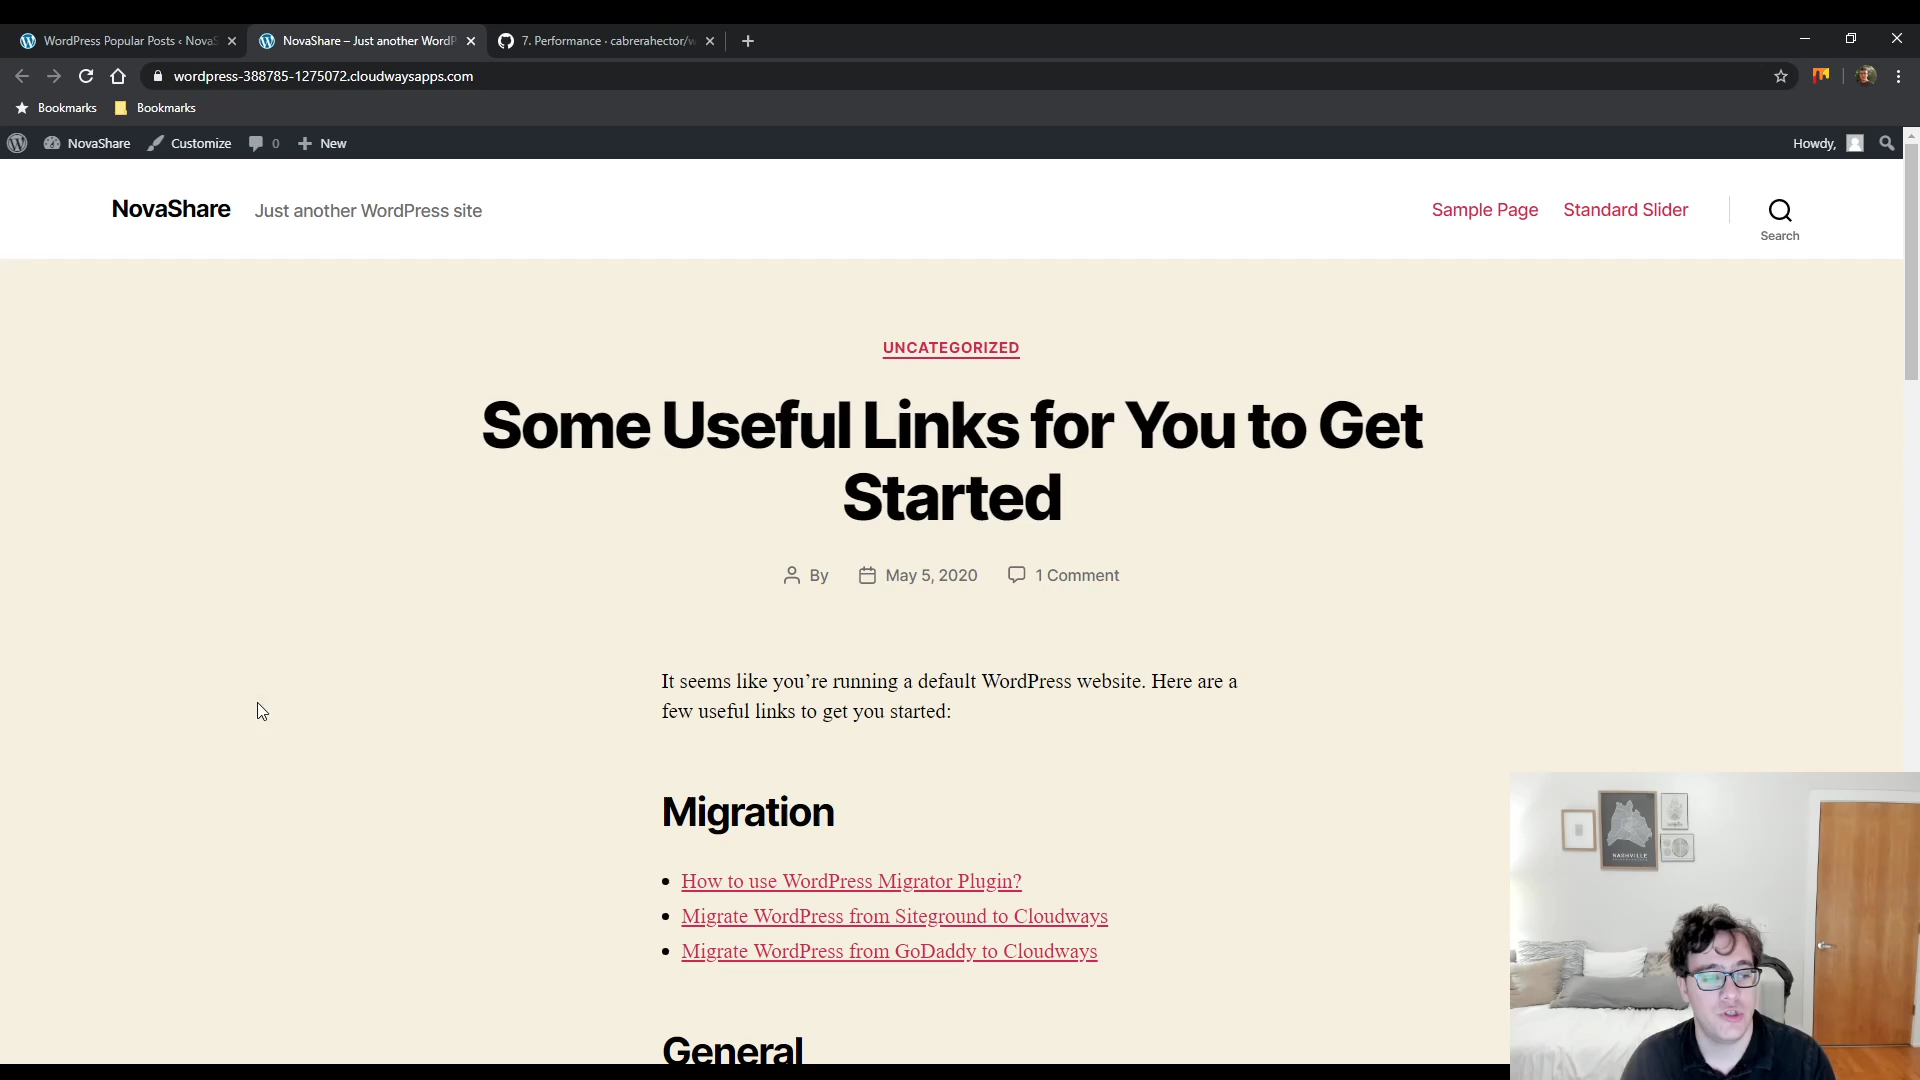 WordPress Popular Posts ‹ NovaS
NovaShare – Just another WordP
7. Performance · cabrerahector/w
wordpress-388785-1275072.cloudwaysapps.com
Bookmarks
Bookmarks
NovaShare
Customize
0
New
Howdy,
NovaShare
Just another WordPress site
Sample Page
Standard Slider
Search
UNCATEGORIZED
Some Useful Links for You to Get
Started
By
May 5, 2020
1 Comment
It seems like you’re running a default WordPress website. Here are a
few useful links to get you started:
Migration
How to use WordPress Migrator Plugin?
Migrate WordPress from Siteground to Cloudways
Migrate WordPress from GoDaddy to Cloudways
General
NASHVILLE